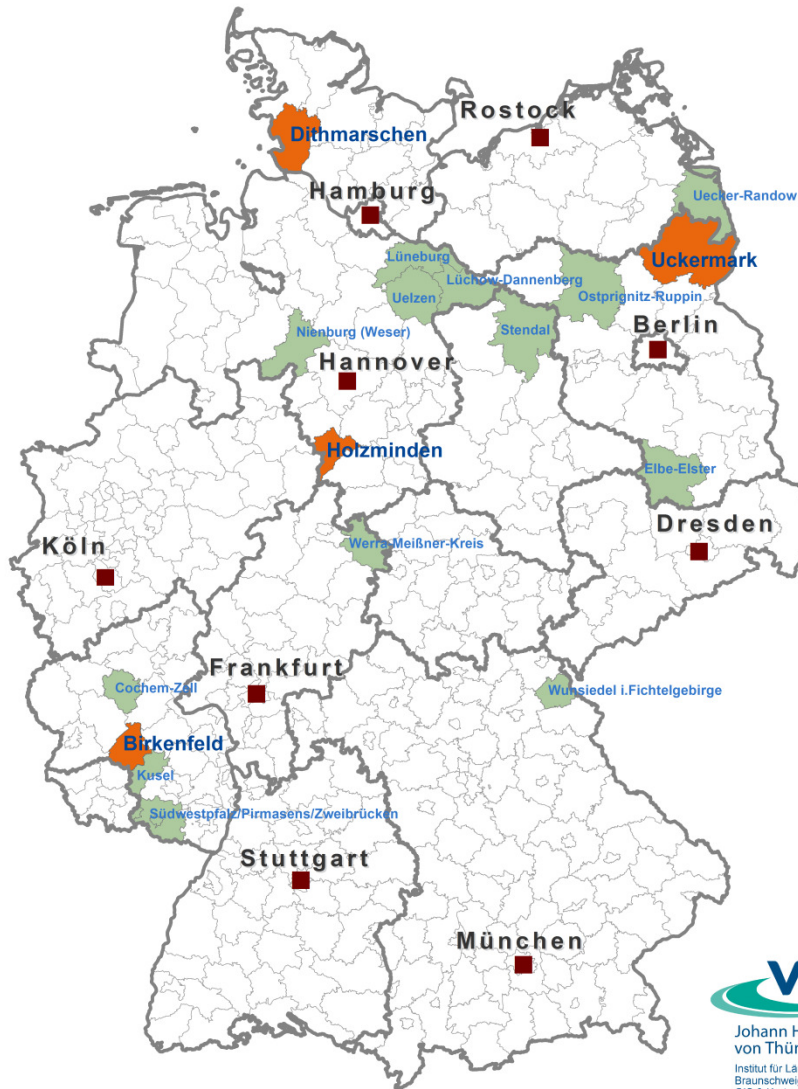 Rostock
Dithmarschen
Uecker-Randow
Hamburg
Uckermark
Lüneburg
Lüchow-Dannenberg
Uelzen
Ostprignitz-Ruppin
Nienburg (Weser)
Stendal
Berlin
Hannover
Holzminden
Elbe-Elster
Dresden
Werra-Meißner-Kreis
Köln
Frankfurt
Cochem-Zell
Wunsiedel i.Fichtelgebirge
Birkenfeld
Kusel
Südwestpfalz/Pirmasens/Zweibrücken
Stuttgart
München
Johann H
von Thür
Institut für Lä
Braunschwei